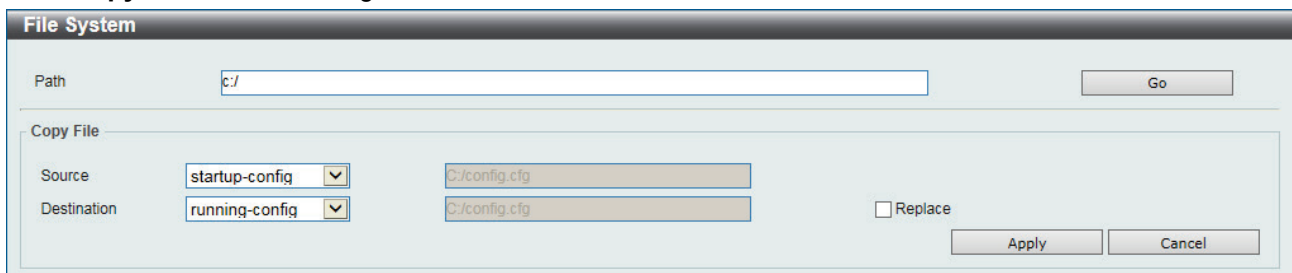 File System
Path c:/ Go
Copy File
Source startup-config C:/config.cfg
Destination running-config C:/config.cfg Replace
Apply Cancel